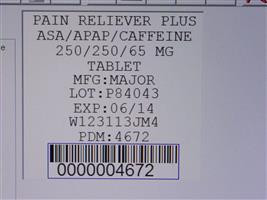 PAIN RELIEVER PLUS
ASA/APAP/CAFFEINE
250/250/65 MG
TABLET
MFG:MAJOR
LOT:P84043
EXP:06/14
W123113JM4
PDM:4672
0000004672